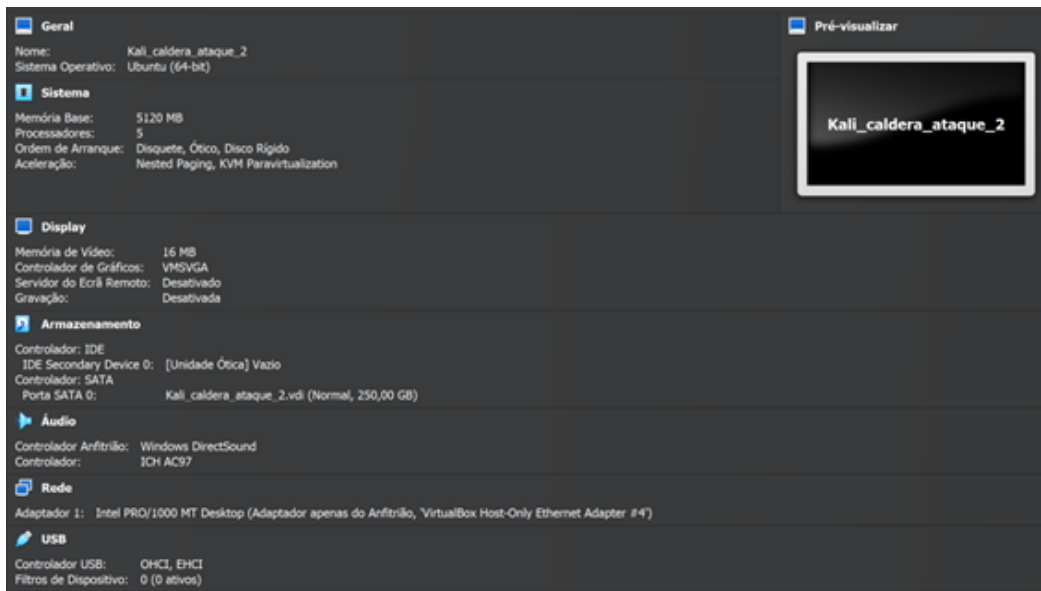 Geral
Nome: Kali_caldera_ataque_2
Sistema Operativo: Ubuntu (64-bit)
Pré-visualizar
Kali_caldera_ataque_2
Sistema
Memória Base: 5120 MB
Processadores: 5
Ordem de Arranque: Disquete, Ótico, Disco Rígido
Aceleração: Nested Paging, KVM Paravirtualization
Display
Memória de Vídeo: 16 MB
Controlador de Gráficos: VMSVGA
Servidor do Ecrã Remoto: Desativado
Gravação: Desativada
Armazenamento
Controlador: IDE
IDE Secondary Device 0: [Unidade Ótica] Vazio
Controlador: SATA
Porta SATA 0: Kali_caldera_ataque_2.vdi (Normal, 250,00 GB)
Áudio
Controlador Anfitrião: Windows DirectSound
Controlador: ICH AC97
Rede
Adaptador 1: Intel PRO/1000 MT Desktop (Adaptador apenas do Anfitrião, 'VirtualBox Host-Only Ethernet Adapter #4')
USB
Controlador USB: OHCI, EHCI
Filtros de Dispositivo: 0 (0 ativos)